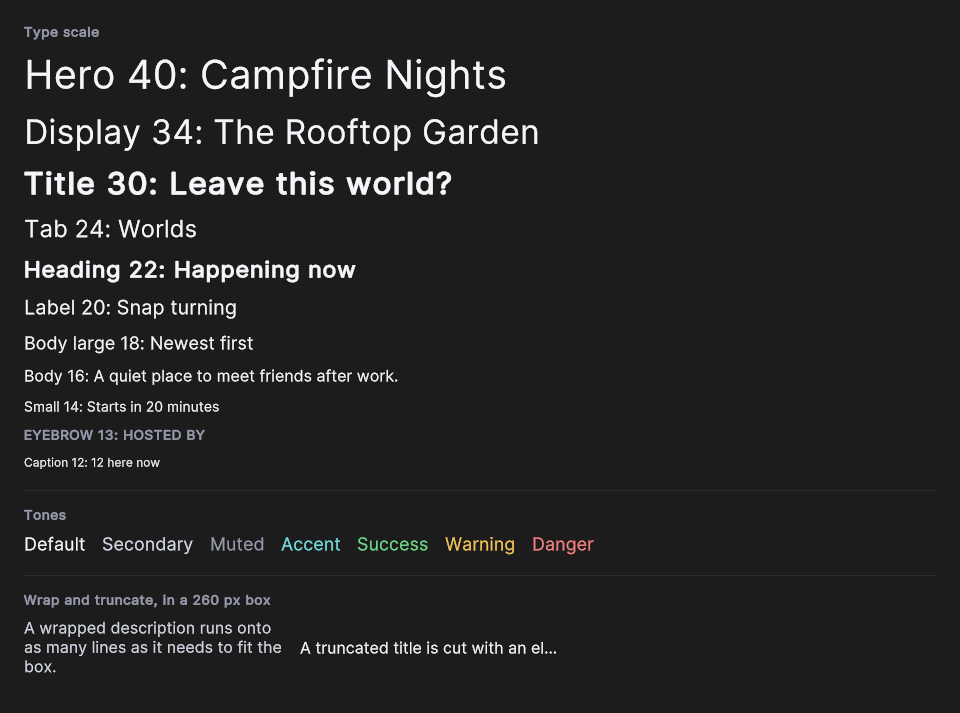 Type scale
Hero 40: Campfire Nights
Display 34: The Rooftop Garden
Title 30: Leave this world?
Tab 24: Worlds
Heading 22: Happening now
Label 20: Snap turning
Body large 18: Newest first
Body 16: A quiet place to meet friends after work.
Small 14: Starts in 20 minutes
EYEBROW 13: HOSTED BY
Caption 12: 12 here now
Tones
Default Secondary Muted Accent Success Warning Danger
Wrap and truncate, in a 260 px box
A wrapped description runs onto
as many lines as it needs to fit the
box.
A truncated title is cut with an el...